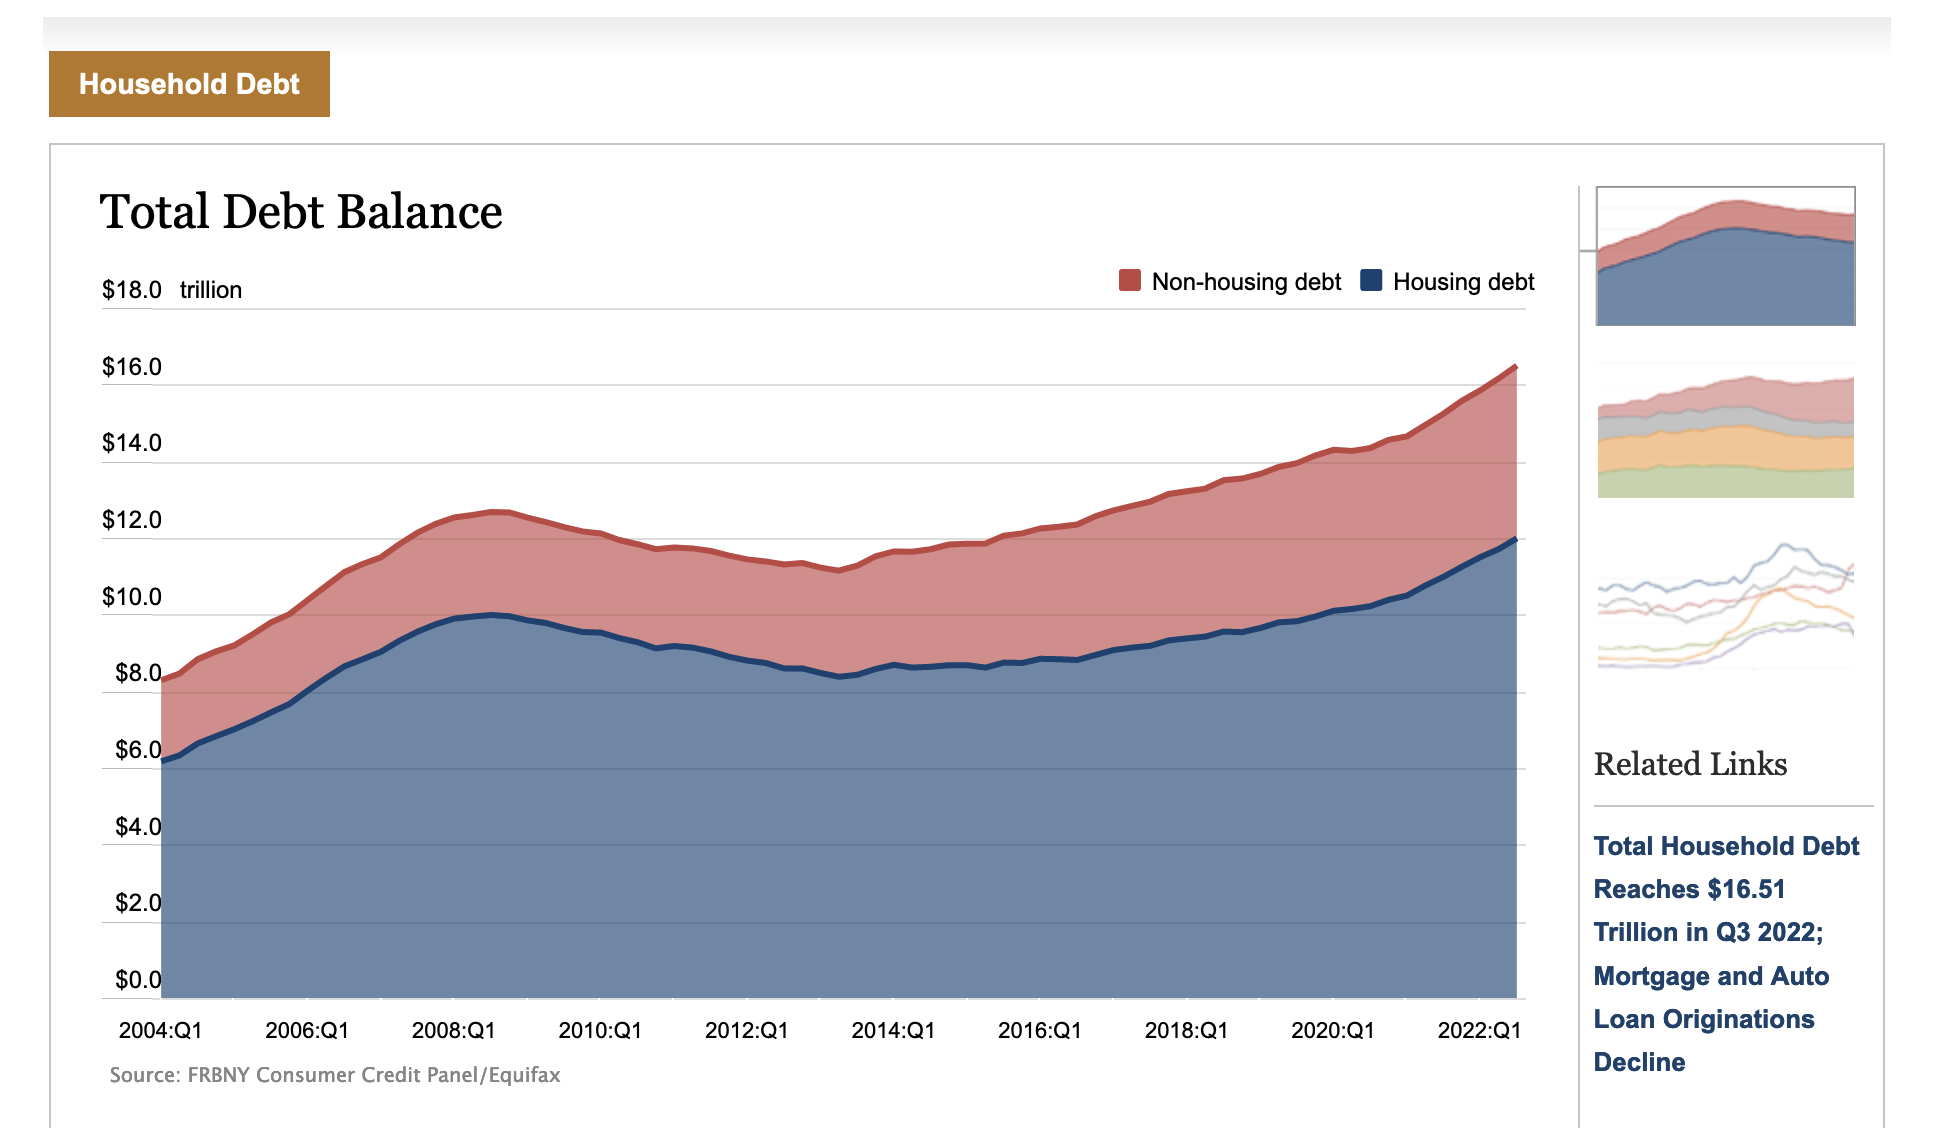 Household Debt
Total Debt Balance
$18.0 trillion
Non-housing debt
Housing debt
$16.0
$14.0
$12.0
$10.0
$8.0
$6.0
$4.0
$2.0
$0.0
2004:Q1
2006:Q1
2008:Q1
2010:Q1
2012:Q1
2014:Q1
2016:Q1
2018:Q1
2020:Q1
2022:Q1
Source: FRBNY Consumer Credit Panel/Equifax
Related Links
Total Household Debt
Reaches $16.51
Trillion in Q3 2022;
Mortgage and Auto
Loan Originations
Decline